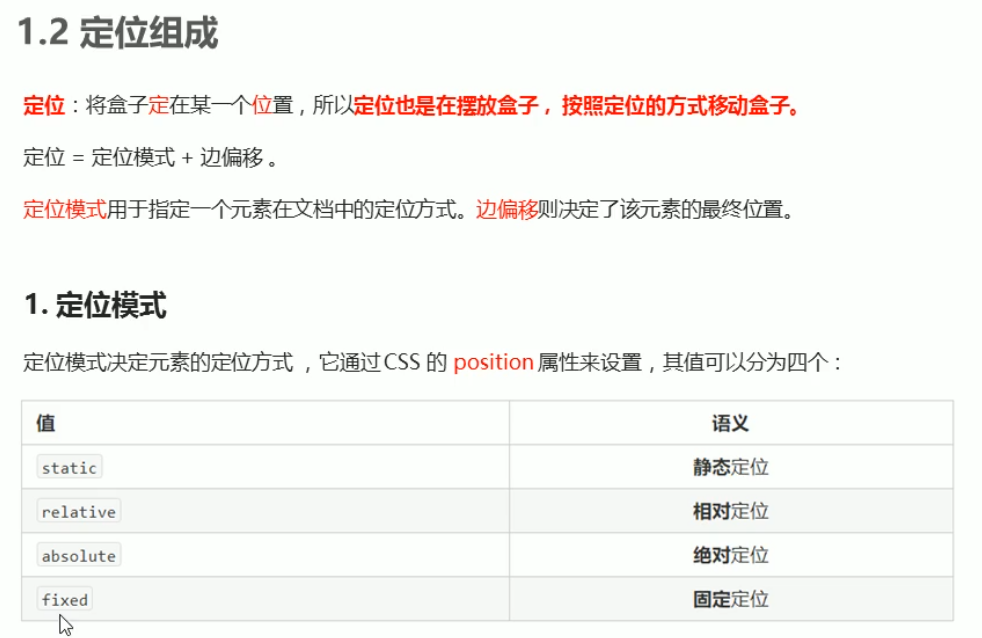 1.2 定位组成
定位：将盒子定在某一个位置，所以定位也是在摆放盒子，按照定位的方式移动盒子。
定位 = 定位模式 + 边偏移 。
定位模式用于指定一个元素在文档中的定位方式。边偏移则决定了该元素的最终位置。
1. 定位模式
定位模式决定元素的定位方式 ，它通过 CSS 的 position 属性来设置，其值可以分为四个：
值 语义
static 静态定位
relative 相对定位
absolute 绝对定位
fixed 固定定位